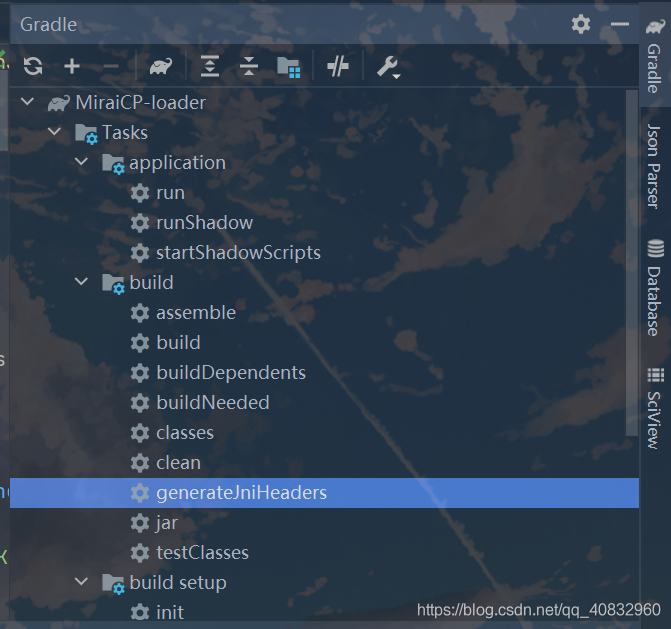 Gradle
MiraiCP-loader
Tasks
application
run
runShadow
startShadowScripts
build
assemble
build
buildDependents
buildNeeded
classes
clean
generateJniHeaders
jar
testClasses
build setup
init
Gradle
Json Parser
Database
SciView
https://blog.csdn.net/qq_40832960